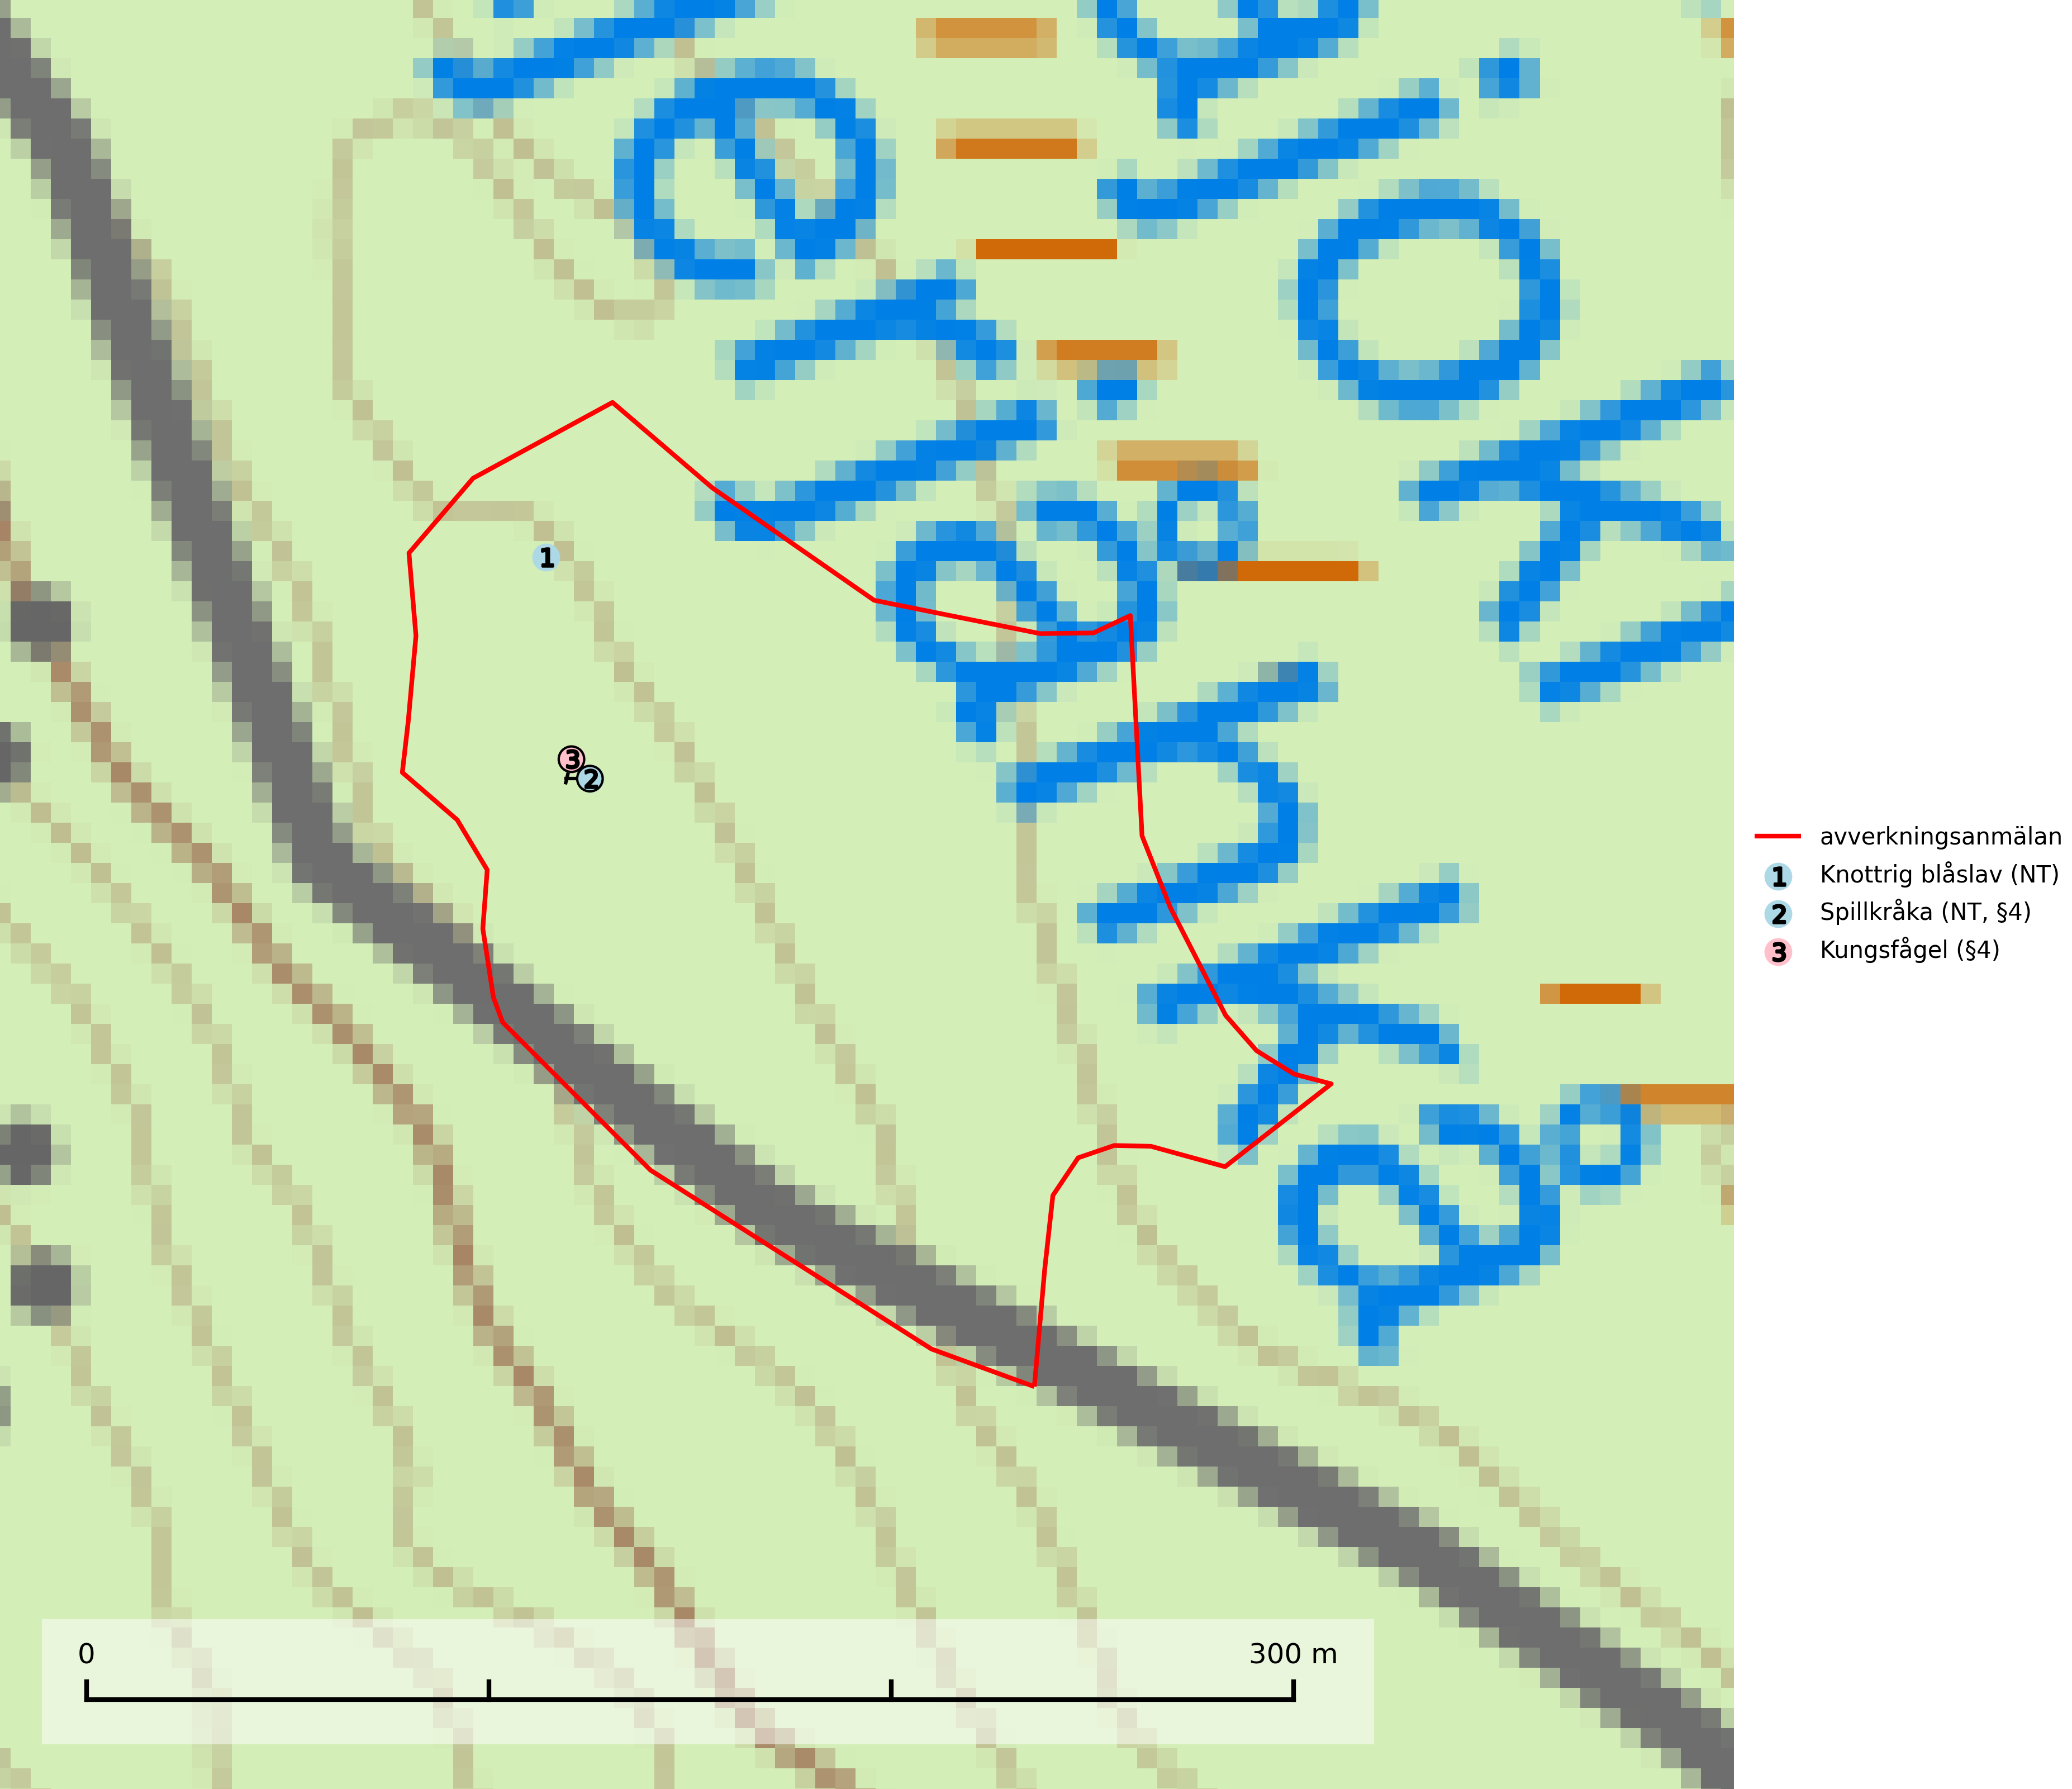 1
3
2
0 300 m
avverkningsanmälan
1 Knottrig blåslav (NT)
2 Spillkråka (NT, §4)
3 Kungsfågel (§4)